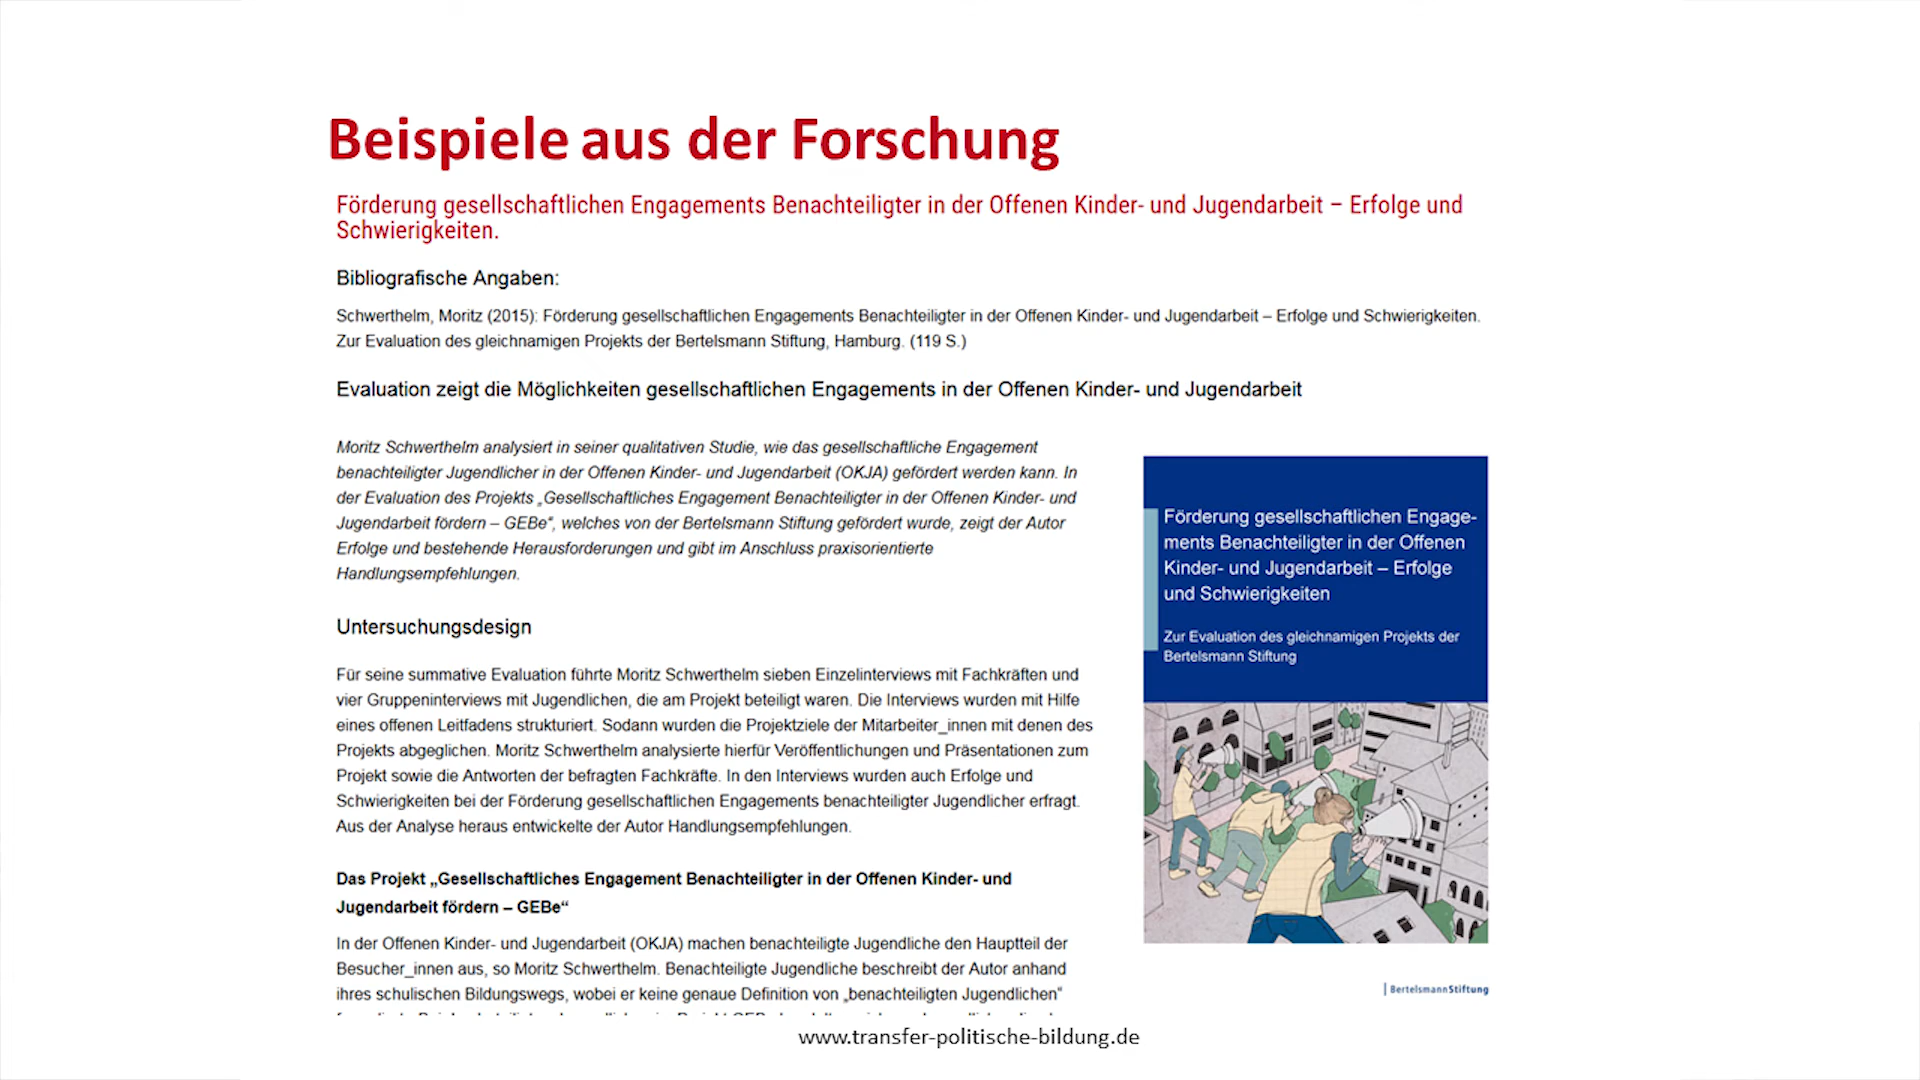 Beispiele aus der Forschung
Förderung gesellschaftlichen Engagements Benachteiligter in der Offenen Kinder- und Jugendarbeit – Erfolge und
Schwierigkeiten.
Bibliografische Angaben:
Schwerthelm, Moritz (2015): Förderung gesellschaftlichen Engagements Benachteiligter in der Offenen Kinder- und Jugendarbeit – Erfolge und Schwierigkeiten.
Zur Evaluation des gleichnamigen Projekts der Bertelsmann Stiftung, Hamburg. (119 S.)
Evaluation zeigt die Möglichkeiten gesellschaftlichen Engagements in der Offenen Kinder- und Jugendarbeit
Moritz Schwerthelm analysiert in seiner qualitativen Studie, wie das gesellschaftliche Engagement
benachteiligter Jugendlicher in der Offenen Kinder- und Jugendarbeit (OKJA) gefördert werden kann. In
der Evaluation des Projekts „Gesellschaftliches Engagement Benachteiligter in der Offenen Kinder- und
Jugendarbeit fördern – GEBe“, welches von der Bertelsmann Stiftung gefördert wurde, zeigt der Autor
Erfolge und bestehende Herausforderungen und gibt im Anschluss praxisorientierte
Handlungsempfehlungen.
Untersuchungsdesign
Für seine summative Evaluation führte Moritz Schwerthelm sieben Einzelinterviews mit Fachkräften und
vier Gruppeninterviews mit Jugendlichen, die am Projekt beteiligt waren. Die Interviews wurden mit Hilfe
eines offenen Leitfadens strukturiert. Sodann wurden die Projektziele der Mitarbeiter_innen mit denen des
Projekts abgeglichen. Moritz Schwerthelm analysierte hierfür Veröffentlichungen und Präsentationen zum
Projekt sowie die Antworten der befragten Fachkräfte. In den Interviews wurden auch Erfolge und
Schwierigkeiten bei der Förderung gesellschaftlichen Engagements benachteiligter Jugendlicher erfragt.
Aus der Analyse heraus entwickelte der Autor Handlungsempfehlungen.
Das Projekt „Gesellschaftliches Engagement Benachteiligter in der Offenen Kinder- und
Jugendarbeit fördern – GEBe“
In der Offenen Kinder- und Jugendarbeit (OKJA) machen benachteiligte Jugendliche den Hauptteil der
Besucher_innen aus, so Moritz Schwerthelm. Benachteiligte Jugendliche beschreibt der Autor anhand
ihres schulischen Bildungswegs, wobei er keine genaue Definition von „benachteiligten Jugendlichen“
Förderung gesellschaftlichen Engage-
ments Benachteiligter in der Offenen
Kinder- und Jugendarbeit – Erfolge
und Schwierigkeiten
Zur Evaluation des gleichnamigen Projekts der
Bertelsmann Stiftung
BertelsmannStiftung
www.transfer-politische-bildung.de